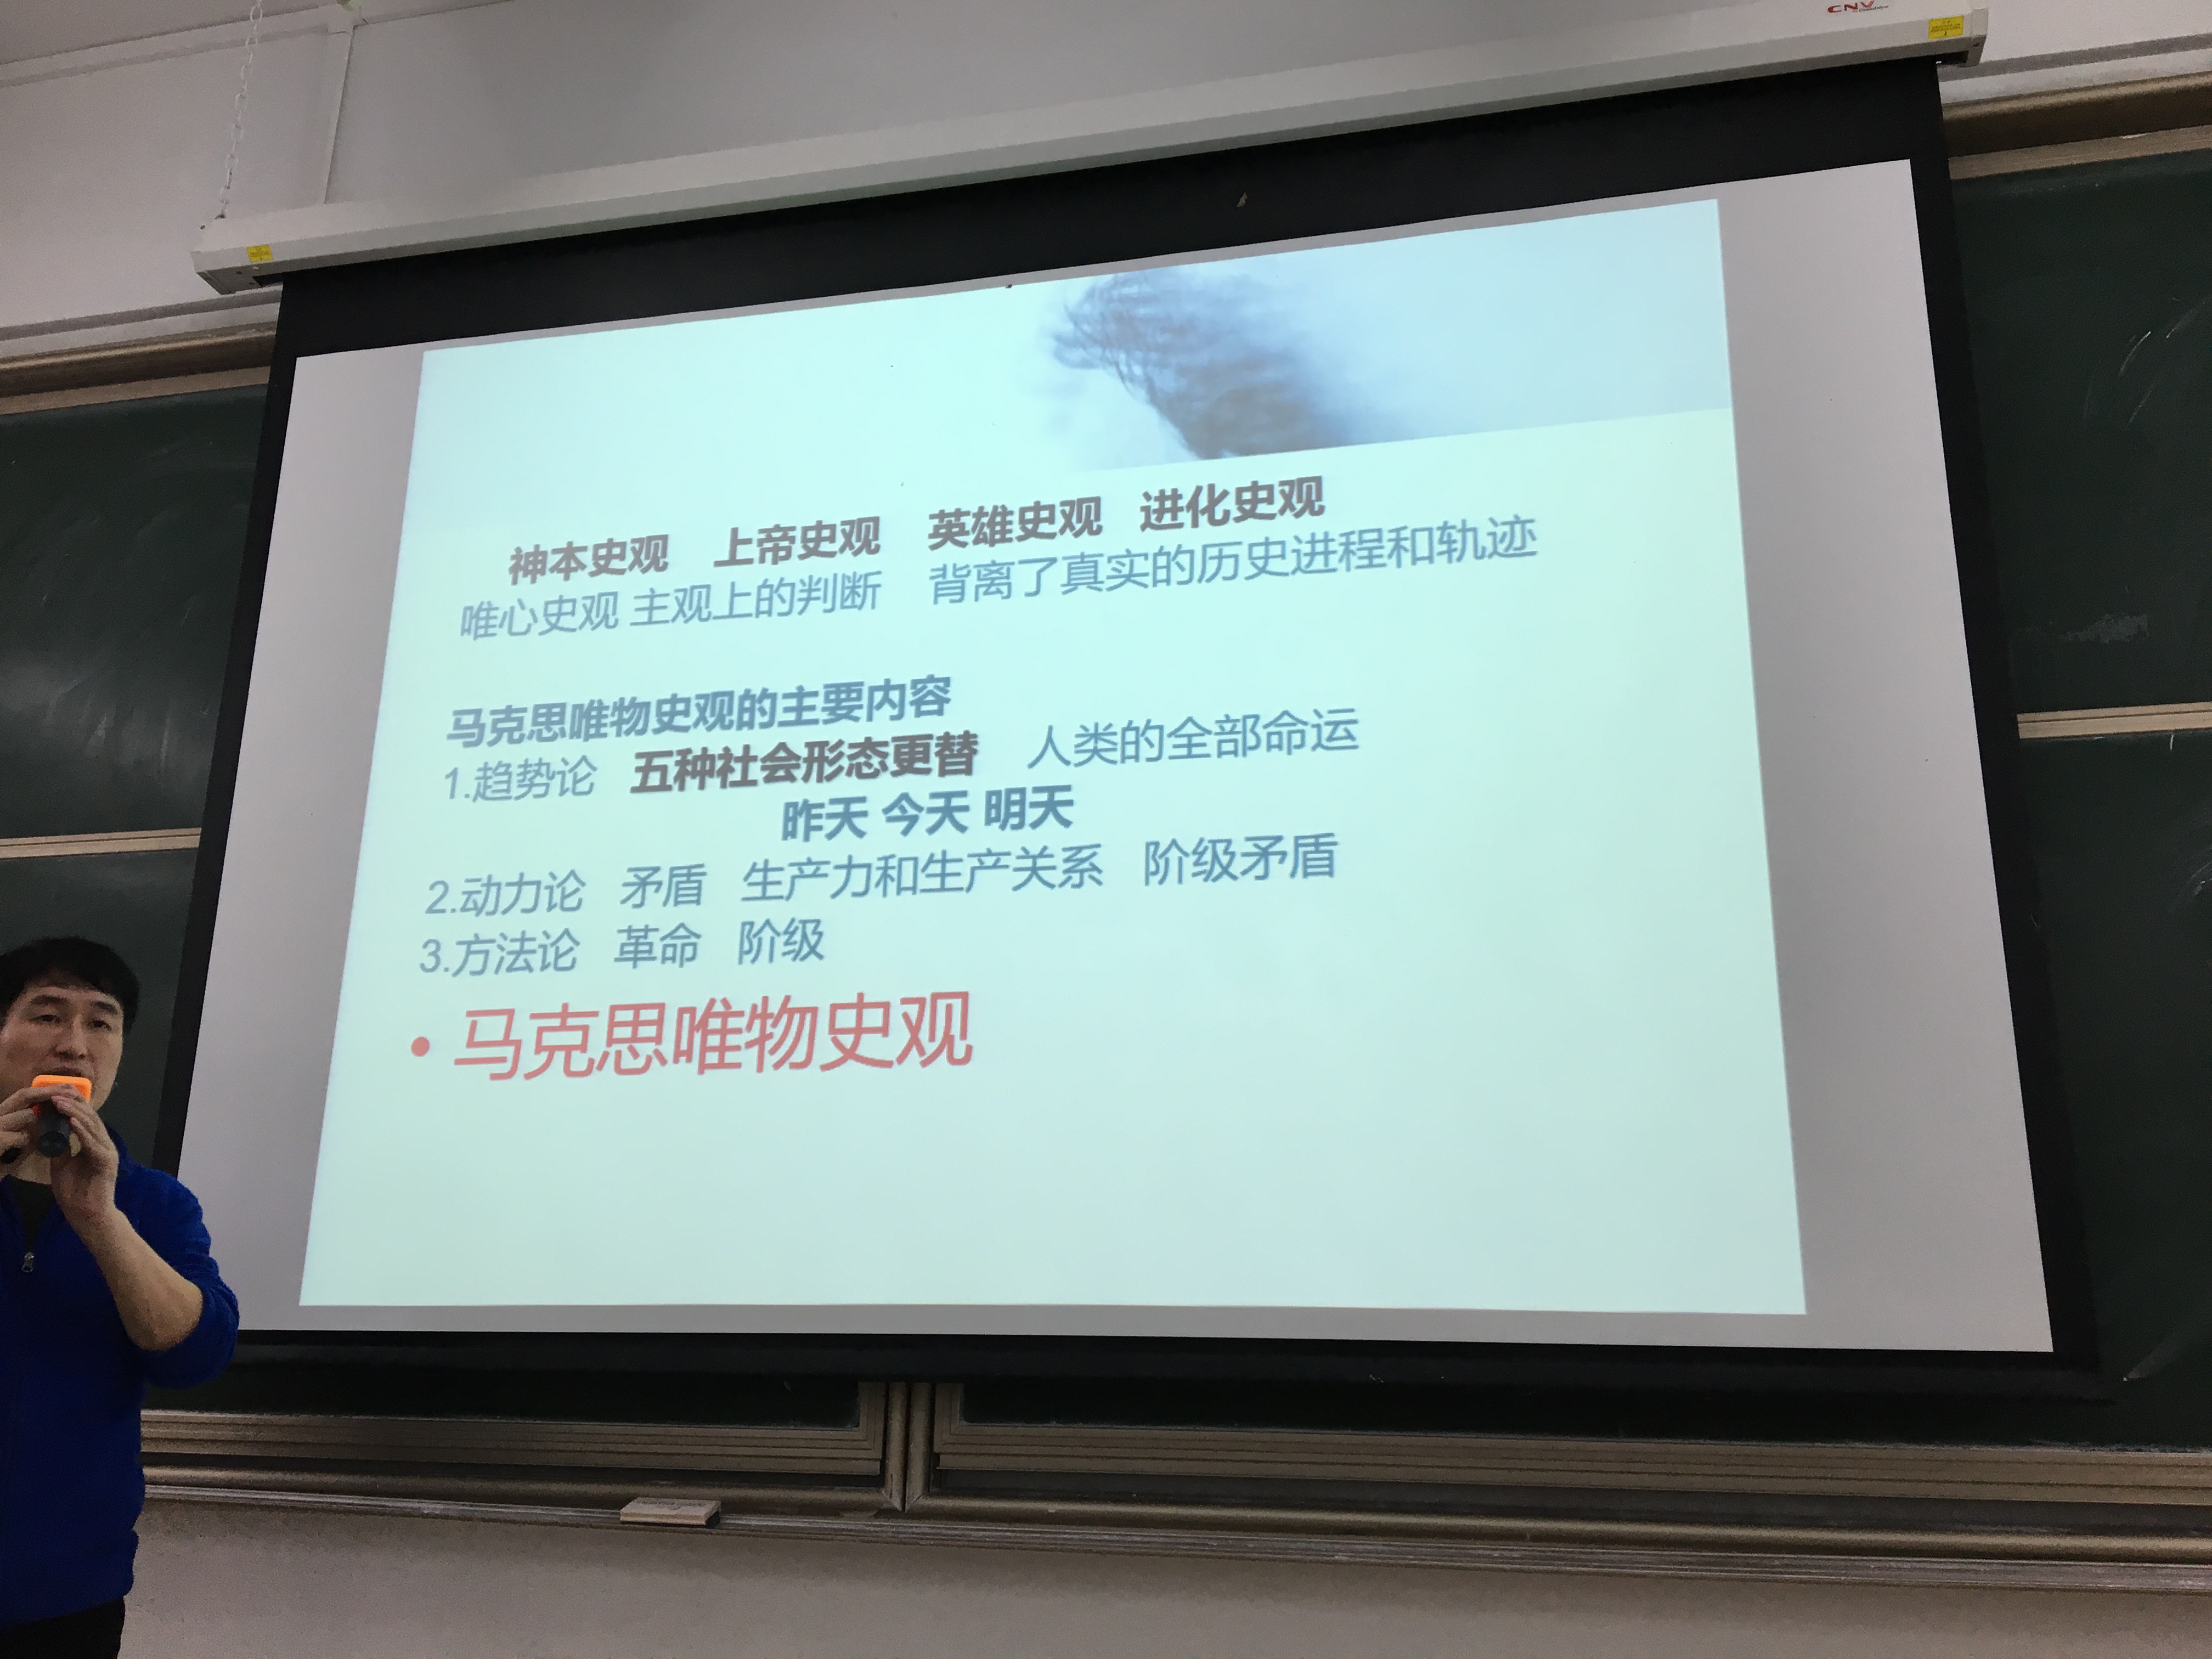 CNV
神本史观 上帝史观 英雄史观 进化史观
唯心史观 主观上的判断 背离了真实的历史进程和轨迹
马克思唯物史观的主要内容
1.趋势论 五种社会形态更替 人类的全部命运
昨天 今天 明天
2.动力论 矛盾 生产力和生产关系 阶级矛盾
3.方法论 革命 阶级
• 马克思唯物史观